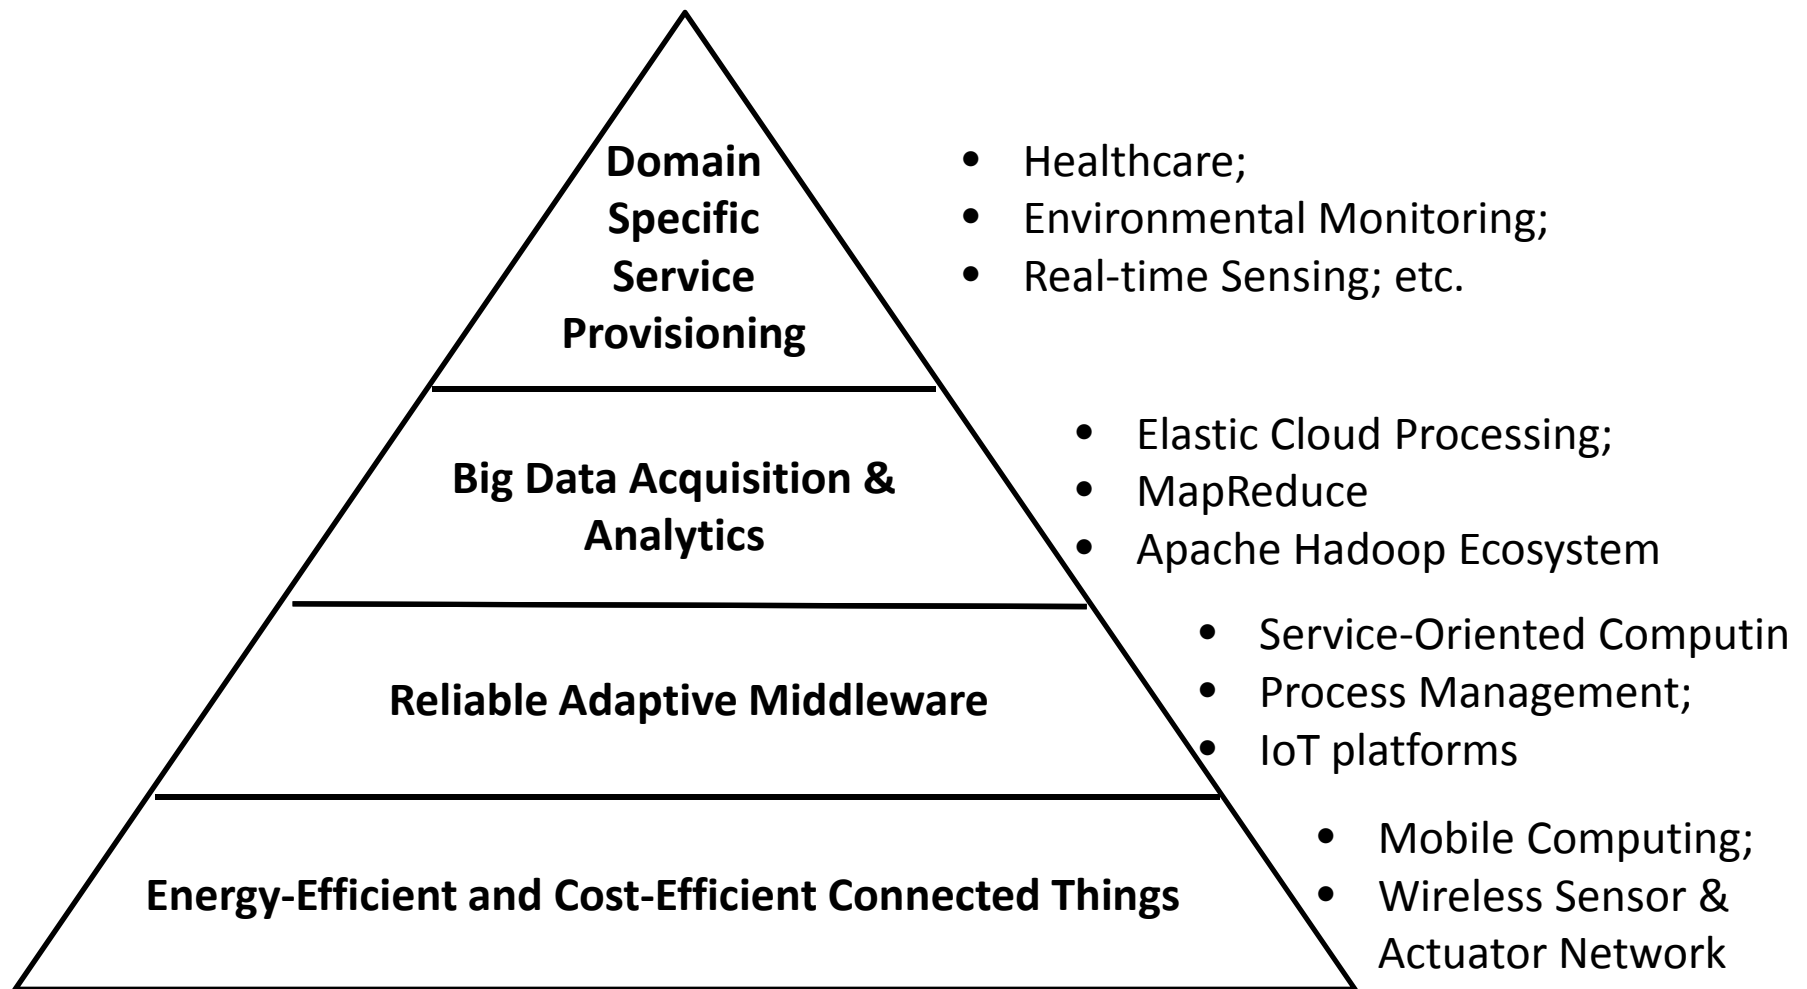 Domain
Specific
Service
Provisioning
• Healthcare;
• Environmental Monitoring;
• Real-time Sensing; etc.
Big Data Acquisition &
Analytics
• Elastic Cloud Processing;
• MapReduce
• Apache Hadoop Ecosystem
Reliable Adaptive Middleware
• Service-Oriented Computin
• Process Management;
• IoT platforms
Energy-Efficient and Cost-Efficient Connected Things
• Mobile Computing;
• Wireless Sensor &
Actuator Network